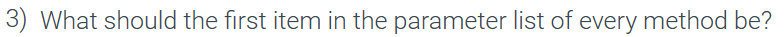 3) What should the first item in the parameter list of every method be?